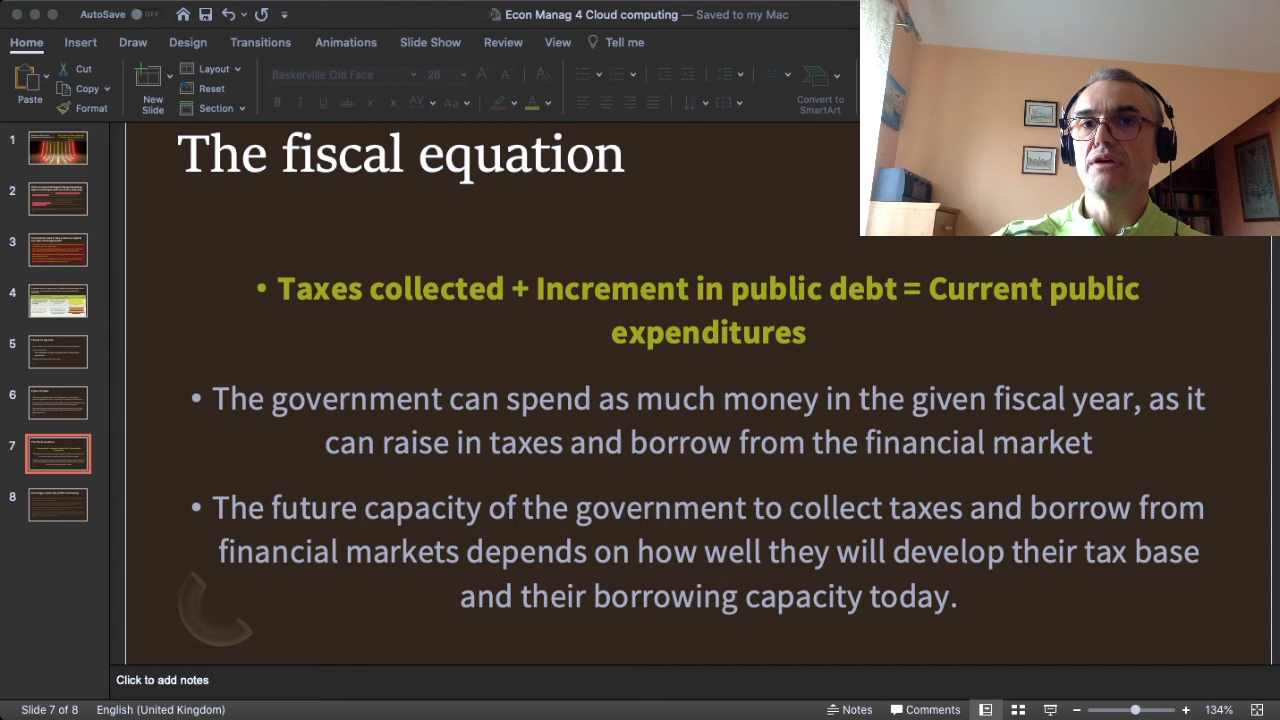 AutoSave OFF
Econ Manag 4 Cloud computing — Saved to my Mac
Home Insert Draw Design Transitions Animations Slide Show Review View Tell me
Paste
Cut
Copy
Format
New
Slide
Layout
Reset
Section
Baskerville Old Face 26
B I U
Convert to
SmartArt
1
2
3
4
5
6
7
8
The fiscal equation
• Taxes collected + Increment in public debt = Current public
expenditures
• The government can spend as much money in the given fiscal year, as it
can raise in taxes and borrow from the financial market
• The future capacity of the government to collect taxes and borrow from
financial markets depends on how well they will develop their tax base
and their borrowing capacity today.
Click to add notes
Slide 7 of 8 English (United Kingdom) Notes Comments 134%